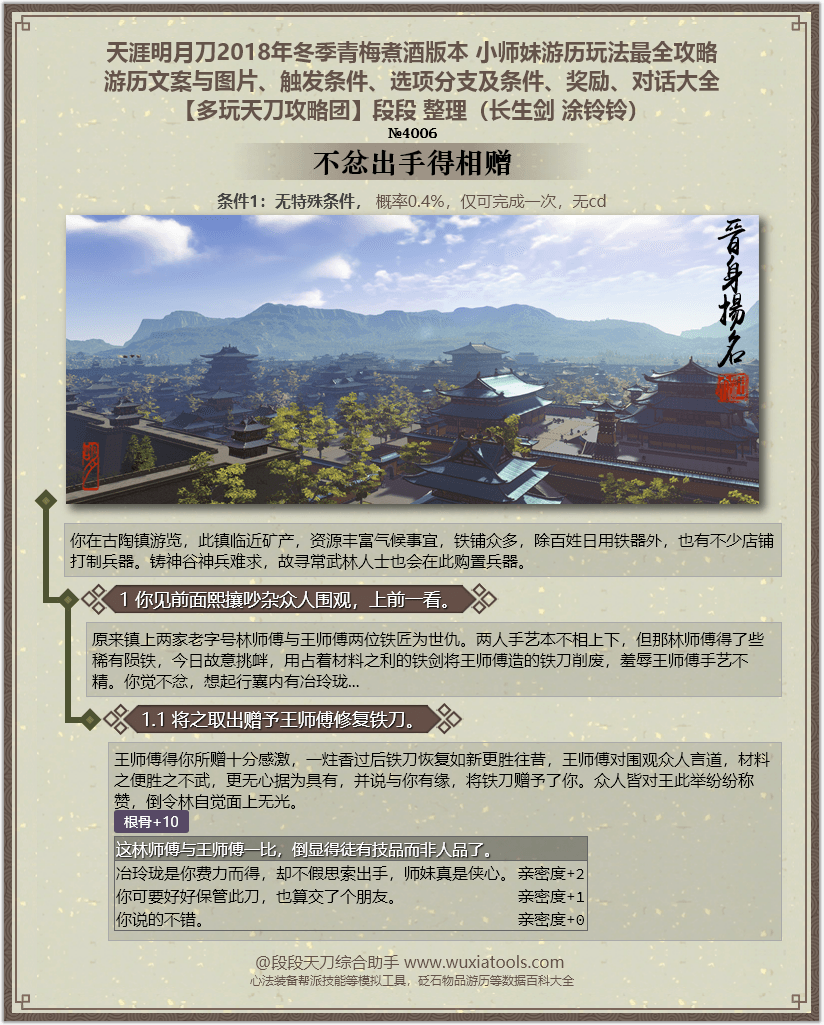 天涯明月刀2018年冬季青梅煮酒版本 小师妹游历玩法最全攻略
游历文案与图片、触发条件、选项分支及条件、奖励、对话大全
【多玩天刀攻略团】段段 整理（长生剑 涂铃铃）
№4006
不忿出手得相赠
条件1：无特殊条件， 概率0.4%，仅可完成一次，无cd
晋身揚名
你在古陶镇游览，此镇临近矿产，资源丰富气候事宜，铁铺众多，除百姓日用铁器外，也有不少店铺
打制兵器。铸神谷神兵难求，故寻常武林人士也会在此购置兵器。
1 你见前面熙攘吵杂众人围观，上前一看。
原来镇上两家老字号林师傅与王师傅两位铁匠为世仇。两人手艺本不相上下，但那林师傅得了些
稀有陨铁，今日故意挑衅，用占着材料之利的铁剑将王师傅造的铁刀削废，羞辱王师傅手艺不
精。你觉不忿，想起行囊内有冶玲珑...
1.1 将之取出赠予王师傅修复铁刀。
王师傅得你所赠十分感激，一炷香过后铁刀恢复如新更胜往昔，王师傅对围观众人言道，材料
之便胜之不武，更无心据为具有，并说与你有缘，将铁刀赠予了你。众人皆对王此举纷纷称
赞，倒令林自觉面上无光。
根骨+10
这林师傅与王师傅一比，倒显得徒有技品而非人品了。
冶玲珑是你费力而得，却不假思索出手，师妹真是侠心。亲密度+2
你可要好好保管此刀，也算交了个朋友。 亲密度+1
你说的不错。 亲密度+0
@段段天刀综合助手 www.wuxiatools.com
心法装备帮派技能等模拟工具，砭石物品游历等数据百科大全